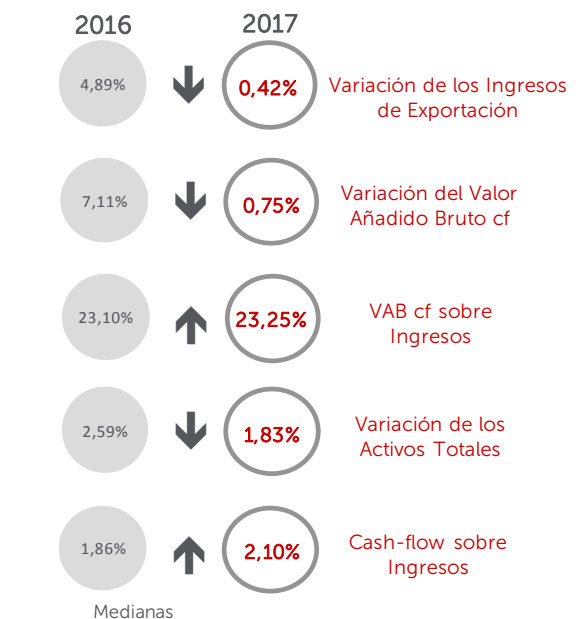 2016 2017
4,89% 0,42% Variación de los Ingresos
de Exportación
7,11% 0,75% Variación del Valor
Añadido Bruto cf
23,10% 23,25% VAB cf sobre
Ingresos
2,59% 1,83% Variación de los
Activos Totales
1,86% 2,10% Cash-flow sobre
Ingresos
Medianas